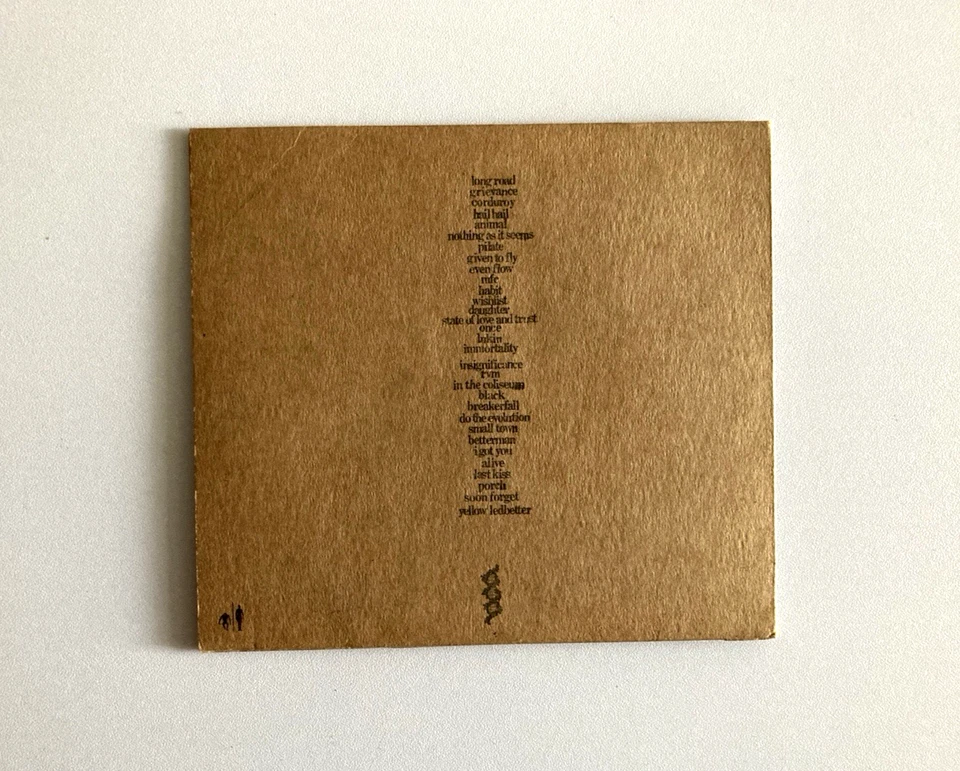 long road
grievance
corduroy
hail hail
animal
nothing as it seems
pilate
given to fly
even flow
mfc
habit
wishlist
daughter
state of love and trust
once
lukin
immortality
insignificance
rvm
in the coliseum
black
breakerfall
do the evolution
small town
betterman
i got you
alive
last kiss
porch
soon forget
yellow ledbetter